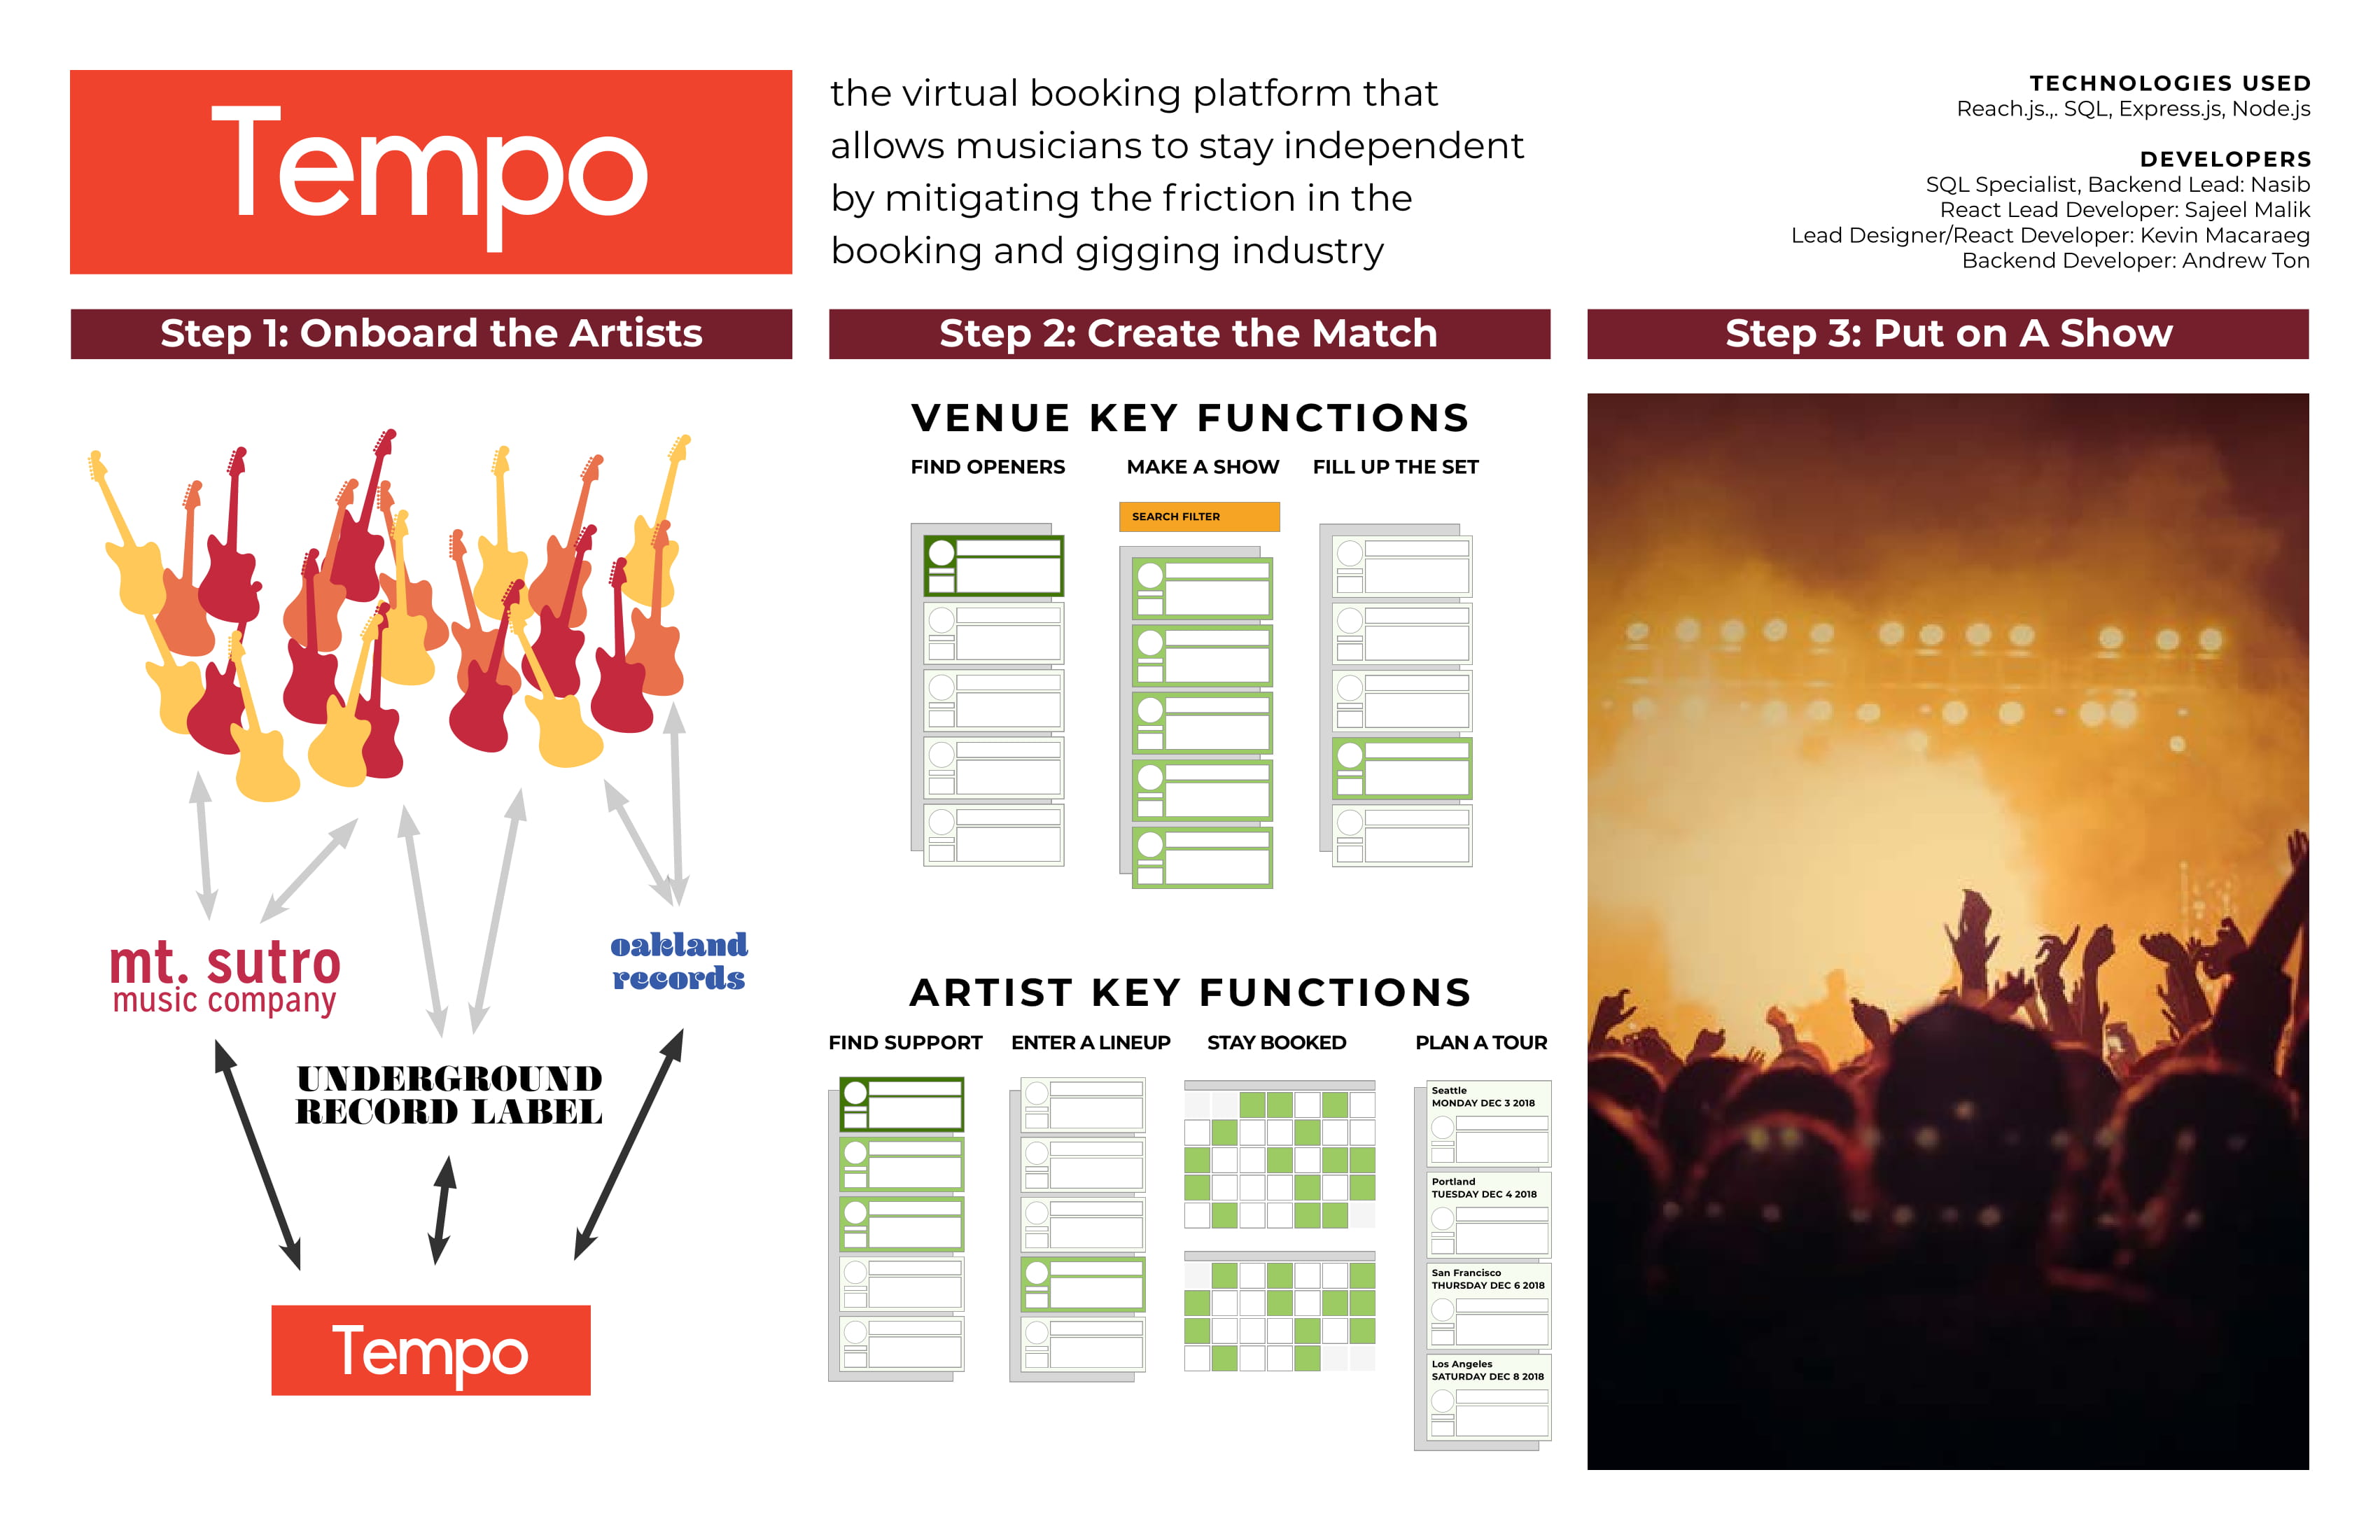 Tempo
the virtual booking platform that
allows musicians to stay independent
by mitigating the friction in the
booking and gigging industry
TECHNOLOGIES USED
Reach.js.,. SQL, Express.js, Node.js
DEVELOPERS
SQL Specialist, Backend Lead: Nasib
React Lead Developer: Sajeel Malik
Lead Designer/React Developer: Kevin Macaraeg
Backend Developer: Andrew Ton
Step 1: Onboard the Artists
mt. sutro
music company
oakland
records
UNDERGROUND
RECORD LABEL
Tempo
Step 2: Create the Match
VENUE KEY FUNCTIONS
FIND OPENERS
MAKE A SHOW
FILL UP THE SET
SEARCH FILTER
ARTIST KEY FUNCTIONS
FIND SUPPORT
ENTER A LINEUP
STAY BOOKED
PLAN A TOUR
Seattle
MONDAY DEC 3 2018
Portland
TUESDAY DEC 4 2018
San Francisco
THURSDAY DEC 6 2018
Los Angeles
SATURDAY DEC 8 2018
Step 3: Put on A Show